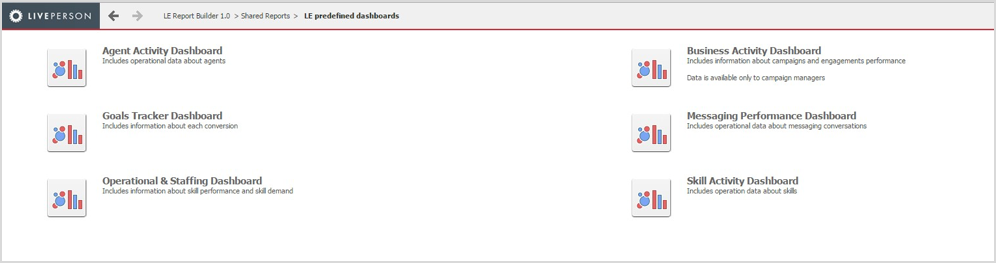 LIVEPERSON LE Report Builder 1.0 > Shared Reports > LE predefined dashboards
Agent Activity Dashboard
Includes operational data about agents
Business Activity Dashboard
Includes information about campaigns and engagements performance
Data is available only to campaign managers
Goals Tracker Dashboard
Includes information about each conversion
Messaging Performance Dashboard
Includes operational data about messaging conversations
Operational & Staffing Dashboard
Includes information about skill performance and skill demand
Skill Activity Dashboard
Includes operation data about skills